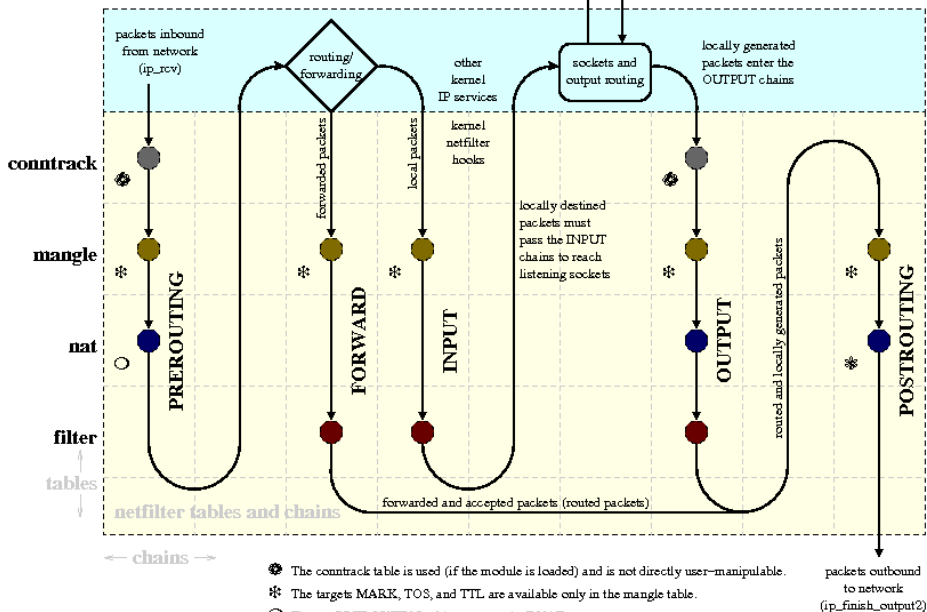 packets inbound
from network
(ip_rcv)
routing/
forwarding
other
kernel
IP services
sockets and
output routing
locally generated
packets enter the
OUTPUT chains
kernel
netfilter
hooks
conntrack
mangle
nat
filter
forwarded packets
local packets
locally destined
packets must
pass the INPUT
chains to reach
listening sockets
PREROUTING
FORWARD
INPUT
OUTPUT
routed and locally generated packets
POSTROUTING
tables
netfilter tables and chains
forwarded and accepted packets (routed packets)
chains
The conntrack table is used (if the module is loaded) and is not directly user-manipulable.
The targets MARK, TOS, and TTL are available only in the mangle table.
packets outbound
to network
(ip_finish_output2)